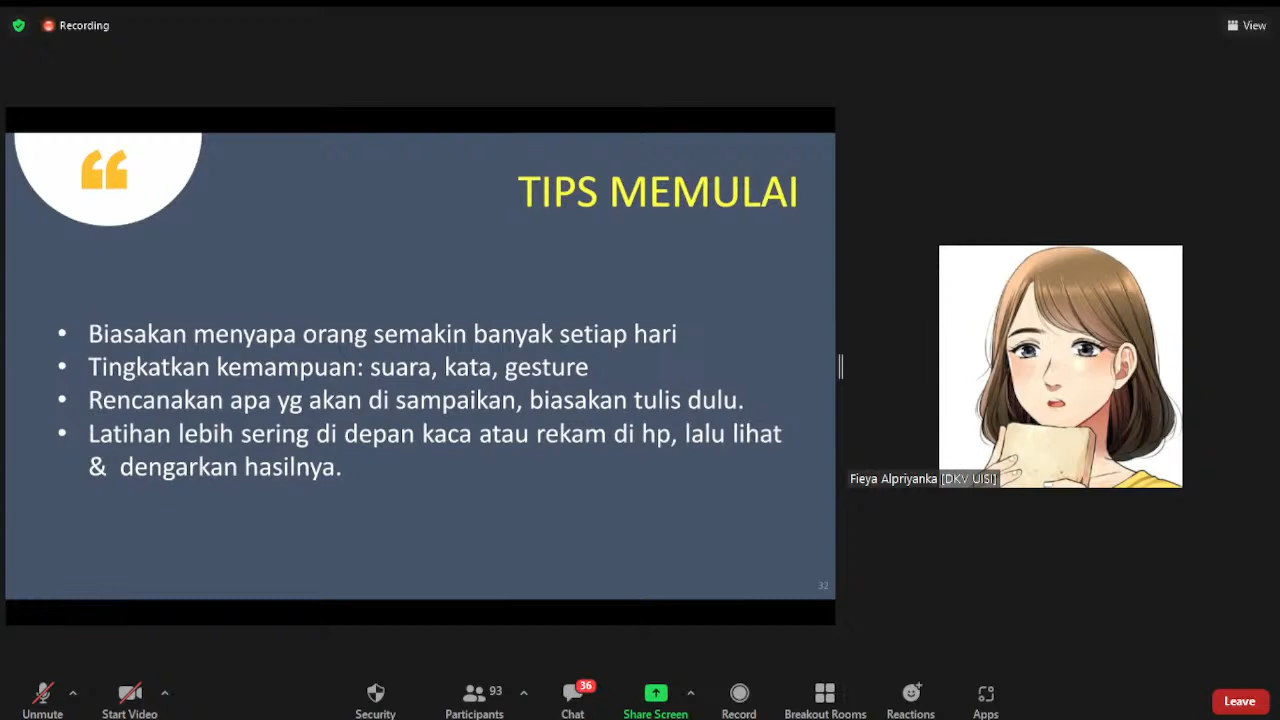 Recording
View
“
TIPS MEMULAI
• Biasakan menyapa orang semakin banyak setiap hari
• Tingkatkan kemampuan: suara, kata, gesture
• Rencanakan apa yg akan di sampaikan, biasakan tulis dulu.
• Latihan lebih sering di depan kaca atau rekam di hp, lalu lihat
& dengarkan hasilnya.
32
Fieya Alpriyanka [DKV UISI]
Unmute
Start Video
Security
93
Participants
36
Chat
Share Screen
Record
Breakout Rooms
Reactions
Apps
Leave